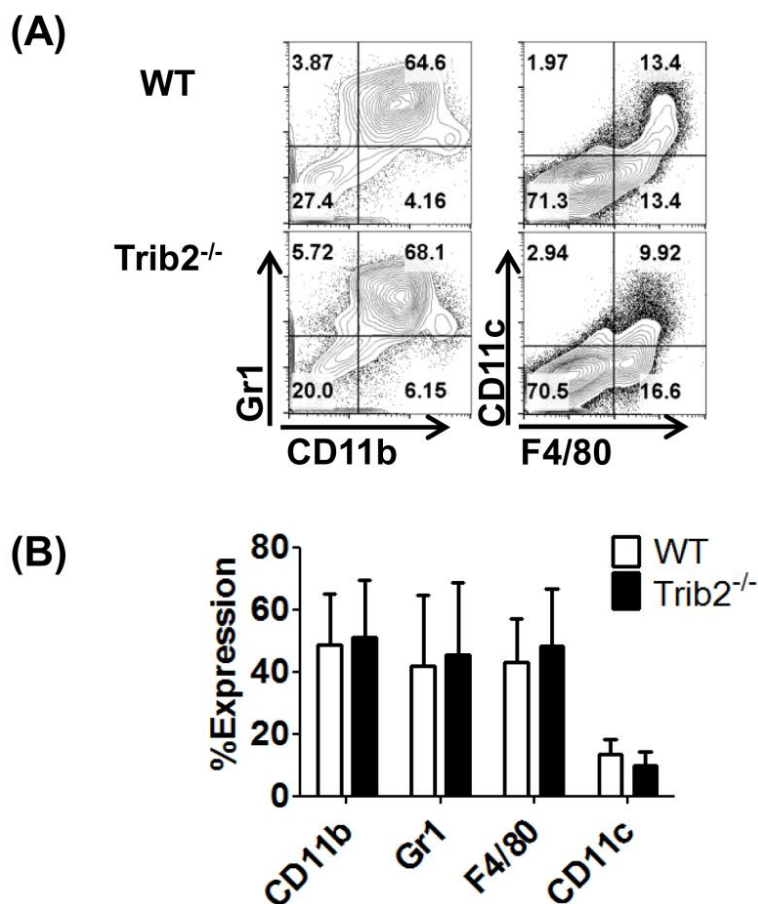 (A)
WT
3.87 64.6
27.4 4.16
1.97 13.4
71.3 13.4
Trib2-/-
5.72 68.1
20.0 6.15
2.94 9.92
70.5 16.6
Gr1
CD11b
CD11c
F4/80
(B)
%Expression
80
60
40
20
0
WT
Trib2-/-
CD11b
Gr1
F4/80
CD11c